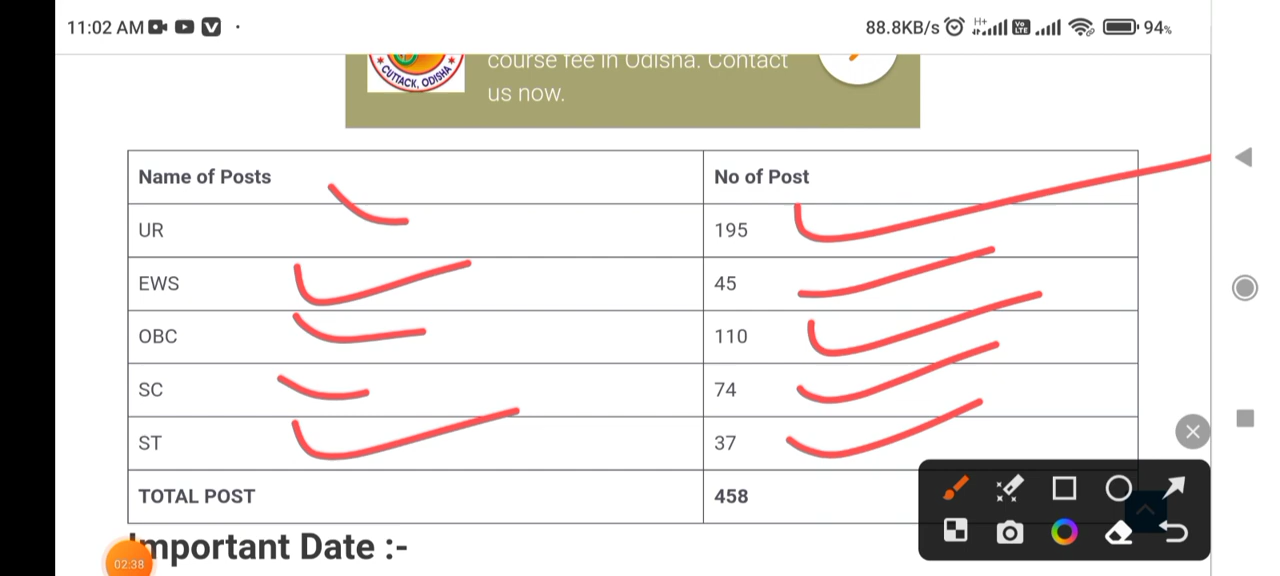 11:02 AM
88.8KB/s H+ Vo LTE 94%
CUTTACK, ODISHA
course fee in Odisha. Contact
us now.
Name of Posts No of Post
UR 195
EWS 45
OBC 110
SC 74
ST 37
TOTAL POST 458
Important Date :-
02:38